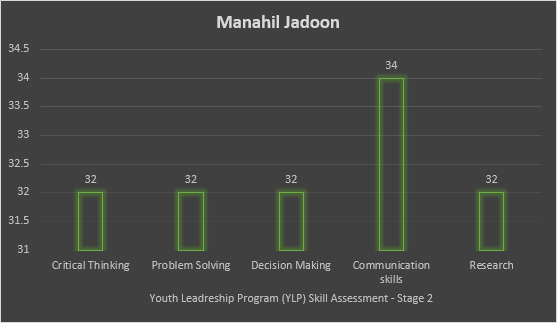 Manahil Jadoon
34.5
34
33.5
33
32.5
32
31.5
31
32
32
32
34
32
Critical Thinking
Problem Solving
Decision Making
Communication
skills
Research
Youth Leadreship Program (YLP) Skill Assessment - Stage 2